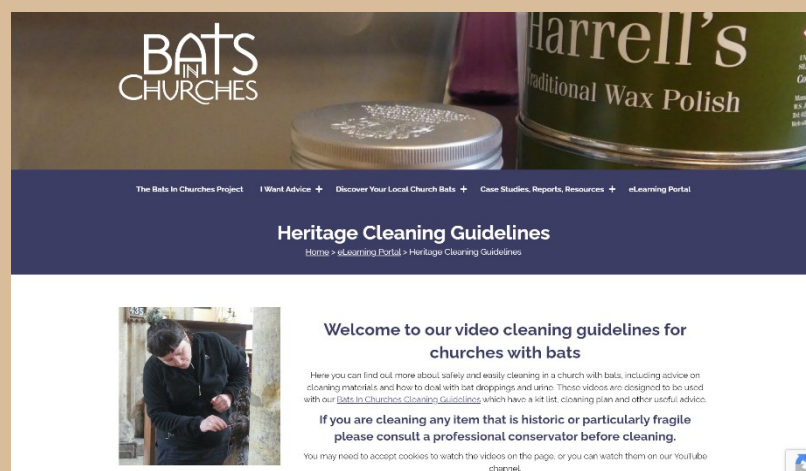 BATS
IN
CHURCHES
Harrell's
Traditional Wax Polish
The Bats In Churches Project I Want Advice + Discover Your Local Church Bats + Case Studies, Reports, Resources + eLearning Portal
Heritage Cleaning Guidelines
Home > eLearning Portal > Heritage Cleaning Guidelines
Welcome to our video cleaning guidelines for
churches with bats
Here you can find out more about safely and easily cleaning in a church with bats, including advice on
cleaning materials and how to deal with bat droppings and urine. These videos are designed to be used
with our Bats In Churches Cleaning Guidelines which have a kit list, cleaning plan and other useful advice.
If you are cleaning any item that is historic or particularly fragile
please consult a professional conservator before cleaning.
You may need to accept cookies to watch the videos on the page, or you can watch them on our YouTube
channel.